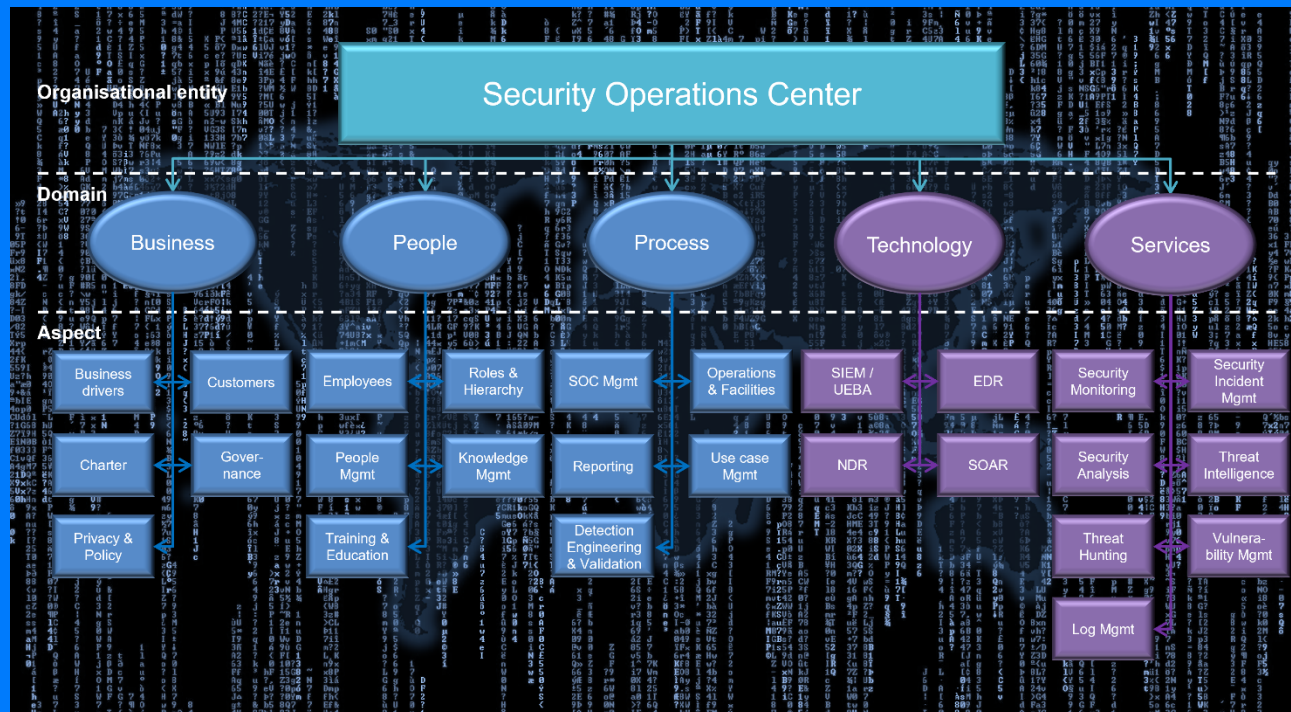 Organisational entity
Security Operations Center
Domain
Business
People
Process
Technology
Services
Aspect
Business
drivers
Customers
Charter
Gover-
nance
Privacy &
Policy
Employees
Roles &
Hierarchy
People
Mgmt
Knowledge
Mgmt
Training &
Education
SOC Mgmt
Operations
& Facilities
Reporting
Use case
Mgmt
Detection
Engineering
& Validation
SIEM /
UEBA
EDR
NDR
SOAR
Security
Monitoring
Security
Incident
Mgmt
Security
Analysis
Threat
Intelligence
Threat
Hunting
Vulnera-
bility Mgmt
Log Mgmt